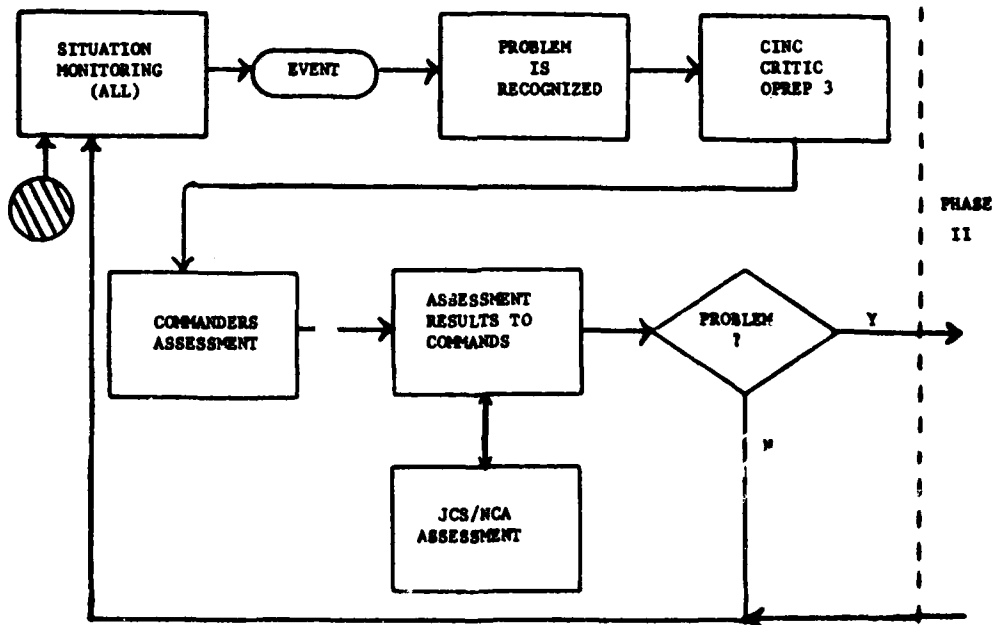 SITUATION
MONITORING
(ALL)
EVENT
PROBLEM
IS
RECOGNIZED
CINC
CRITIC
OPREP 3
PHASE
II
COMMANDERS
ASSESSMENT
ASSESSMENT
RESULTS TO
COMMANDS
PROBLEM
?
Y
N
JCS/NCA
ASSESSMENT